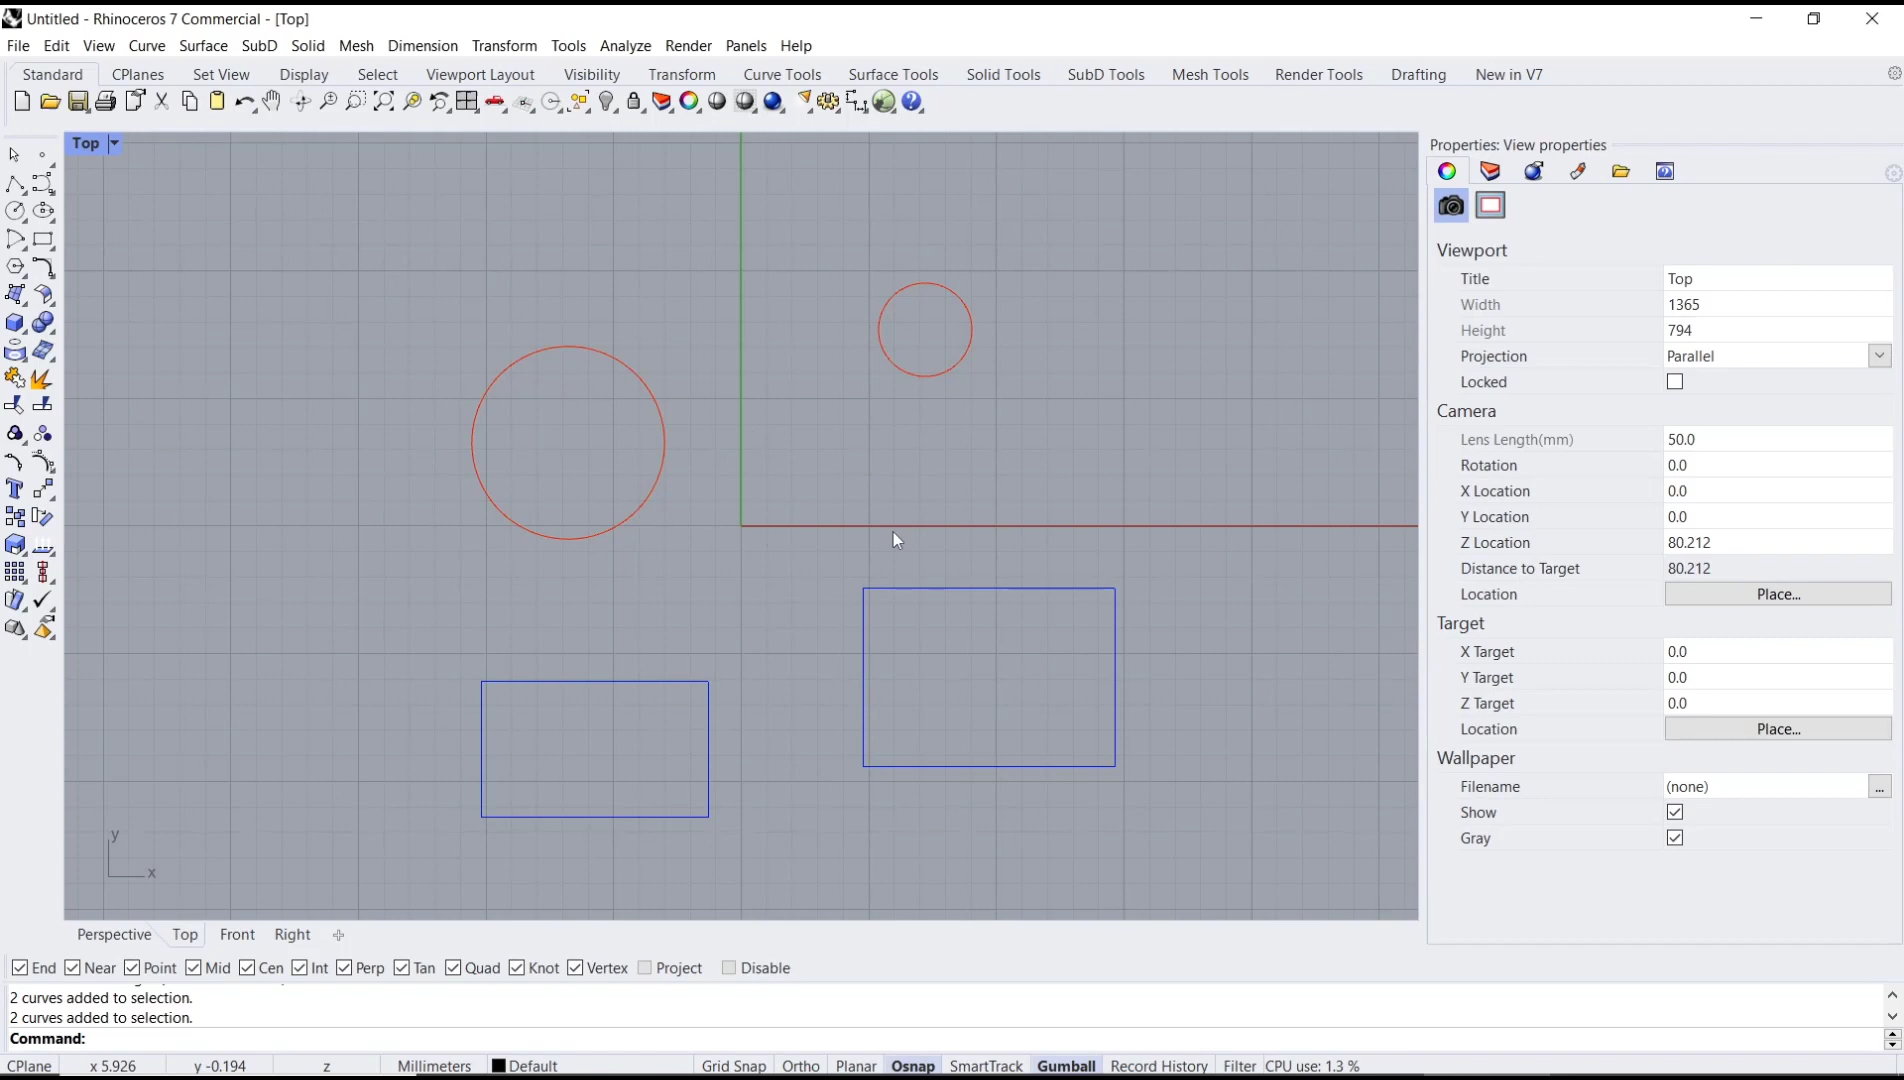 Untitled - Rhinoceros 7 Commercial - [Top]
File Edit View Curve Surface SubD Solid Mesh Dimension Transform Tools Analyze Render Panels Help
Standard CPlanes Set View Display Select Viewport Layout Visibility Transform Curve Tools Surface Tools Solid Tools SubD Tools Mesh Tools Render Tools Drafting New in V7
Top
Properties: View properties
Viewport
Title Top
Width 1365
Height 794
Projection Parallel
Locked
Camera
Lens Length(mm) 50.0
Rotation 0.0
X Location 0.0
Y Location 0.0
Z Location 80.212
Distance to Target 80.212
Location Place...
Target
X Target 0.0
Y Target 0.0
Z Target 0.0
Location Place...
Wallpaper
Filename (none) ...
Show
Gray
y
x
Perspective Top Front Right
End Near Point Mid Cen Int Perp Tan Quad Knot Vertex Project Disable
2 curves added to selection.
2 curves added to selection.
Command:
CPlane x 5.926 y -0.194 z Millimeters Default Grid Snap Ortho Planar Osnap SmartTrack Gumball Record History Filter CPU use: 1.3 %